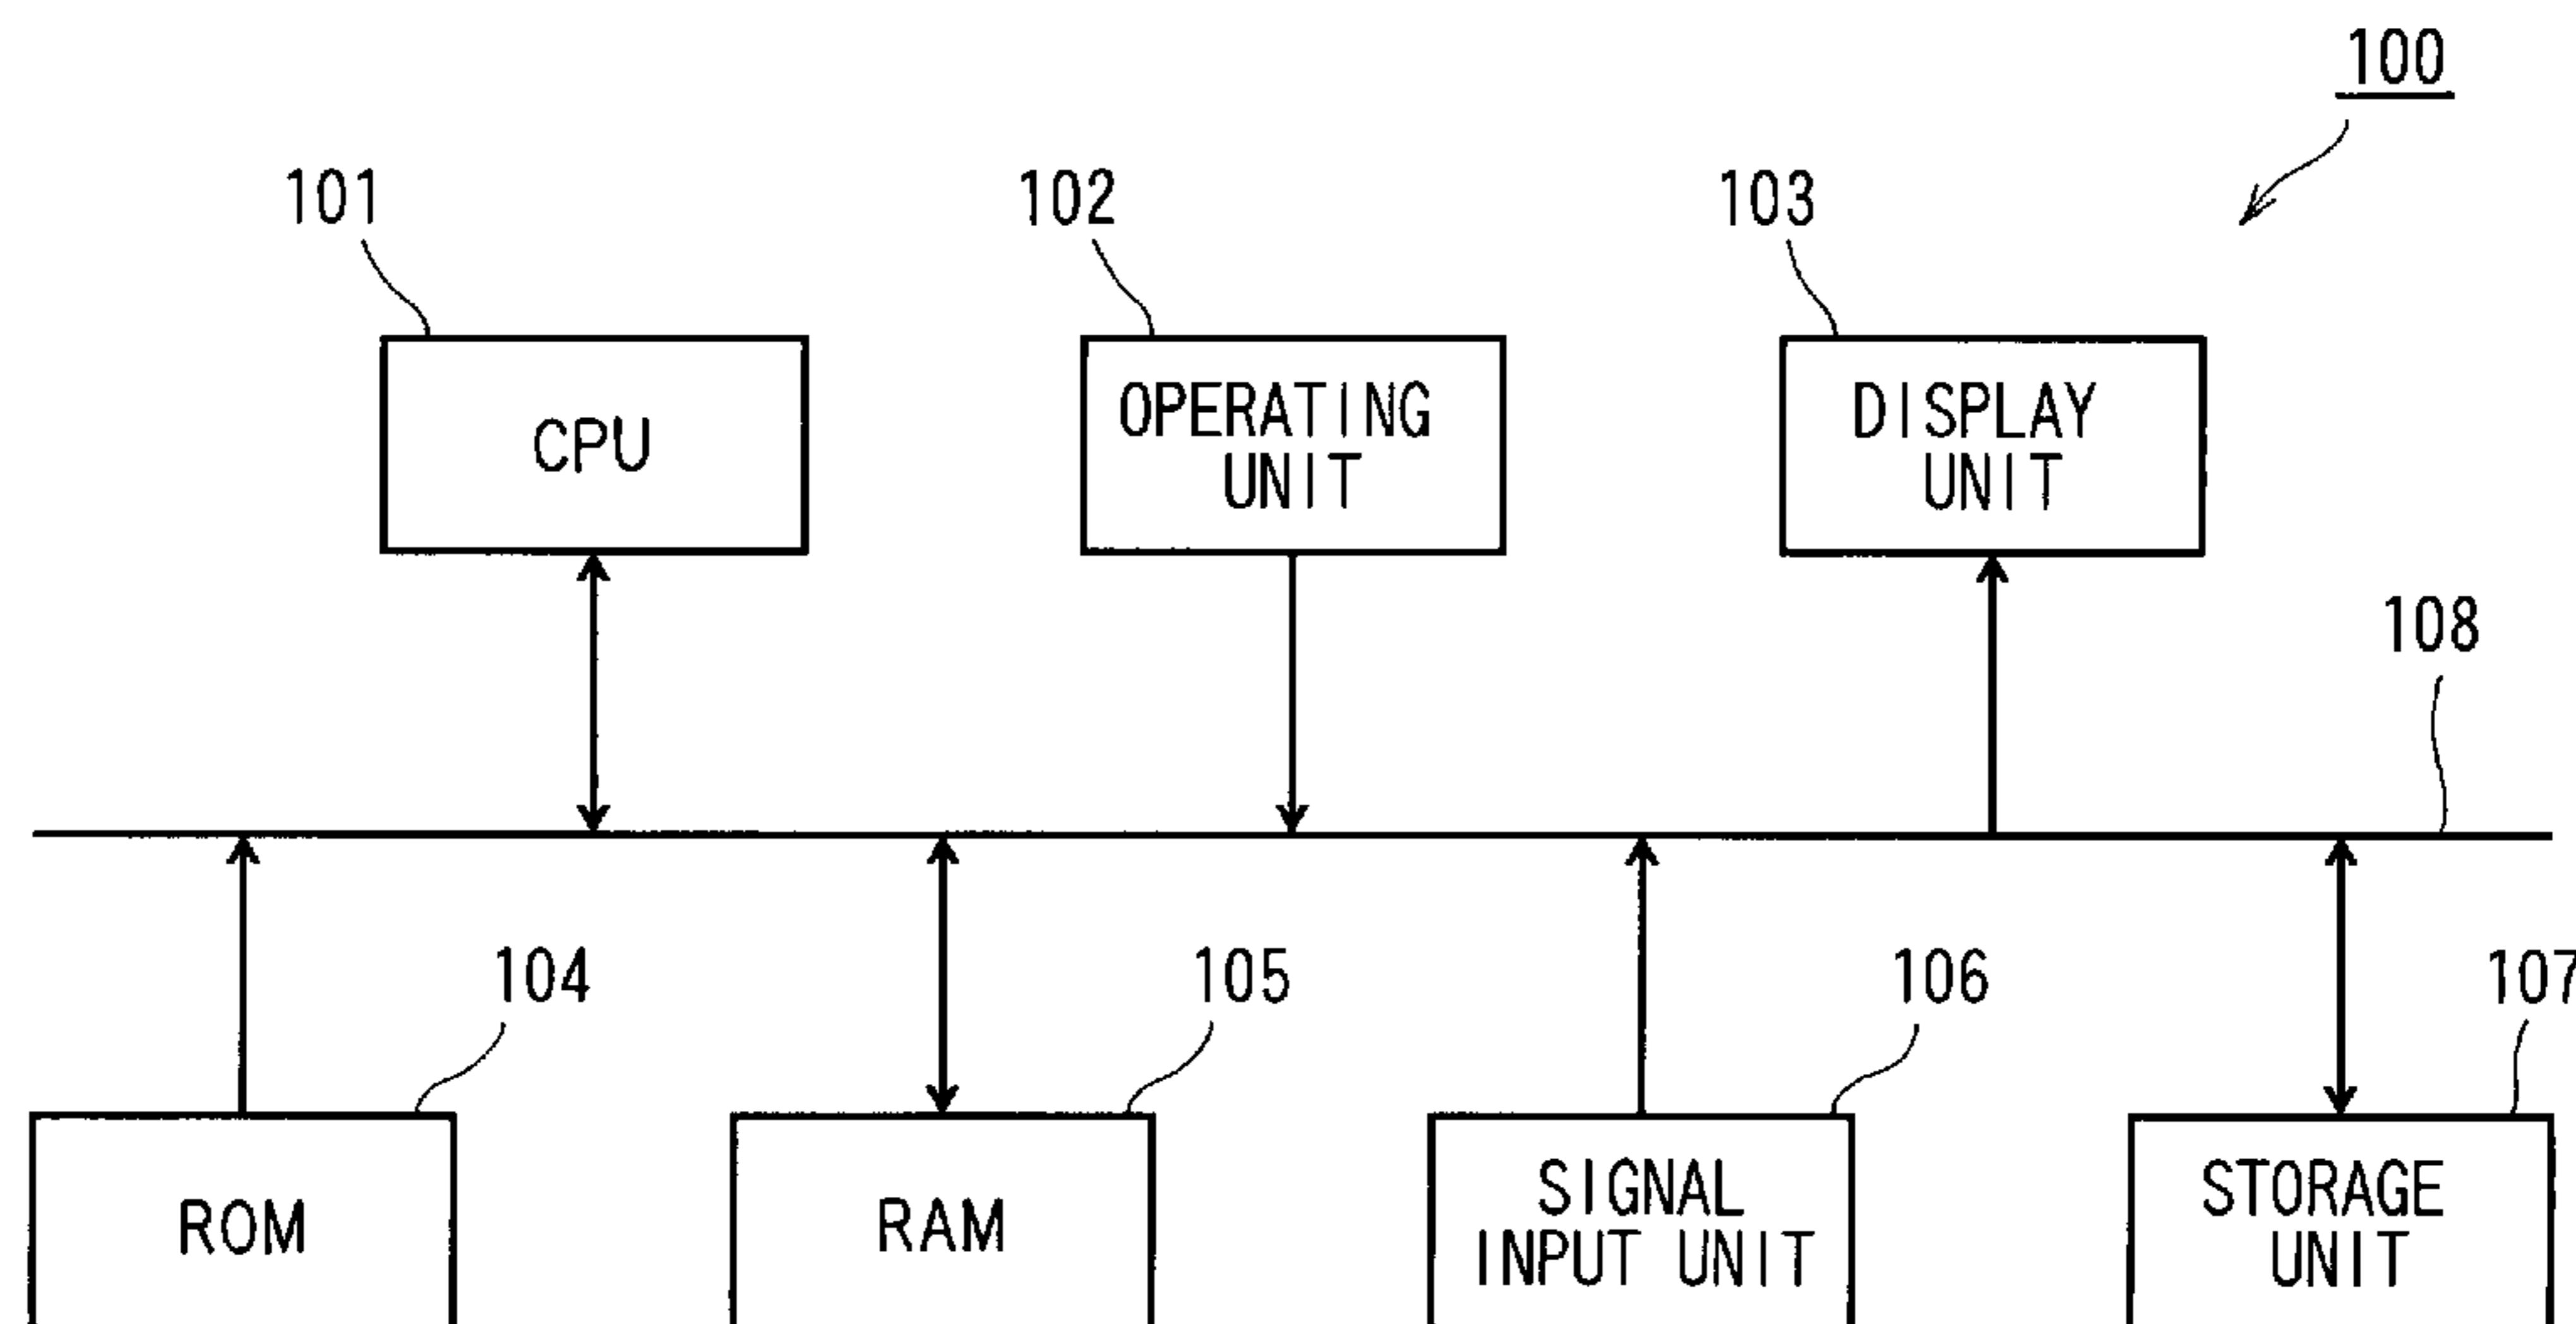 100
101
102
103
CPU
OPERATING
UNIT
DISPLAY
UNIT
108
104
105
106
107
ROM
RAM
SIGNAL
INPUT UNIT
STORAGE
UNIT